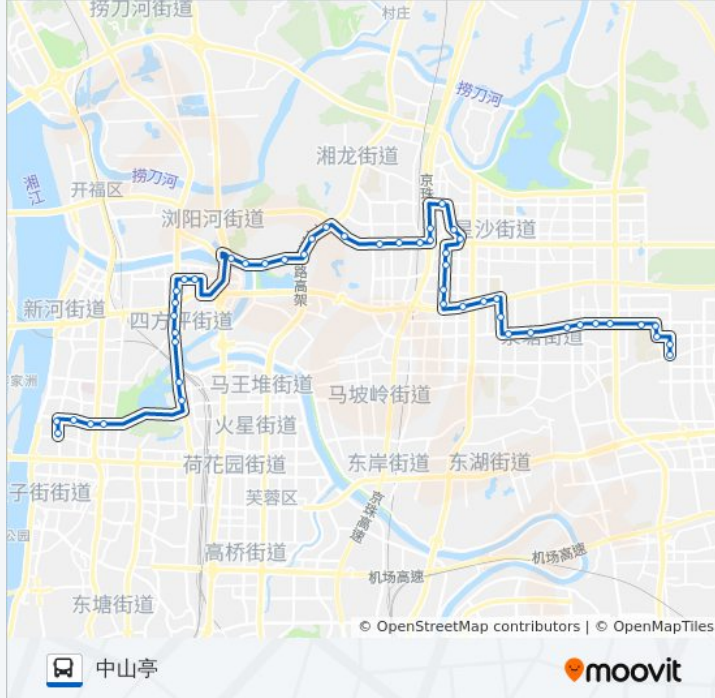 捞刀河街道
村庄
捞刀河
湘龙街道
湘江
开福区
捞刀河
京珠
浏阳河街道
星沙街道
路高架
新河街道
四方坪街道
泉塘街道
家洲
马王堆街道
马坡岭街道
火星街道
荷花园街道
东岸街道
东湖街道
子街街道
芙蓉区
京珠高速
公园
高桥街道
机场高速
机场高速
东塘街道
© OpenStreetMap contributors | © OpenMapTiles
中山亭
moovit